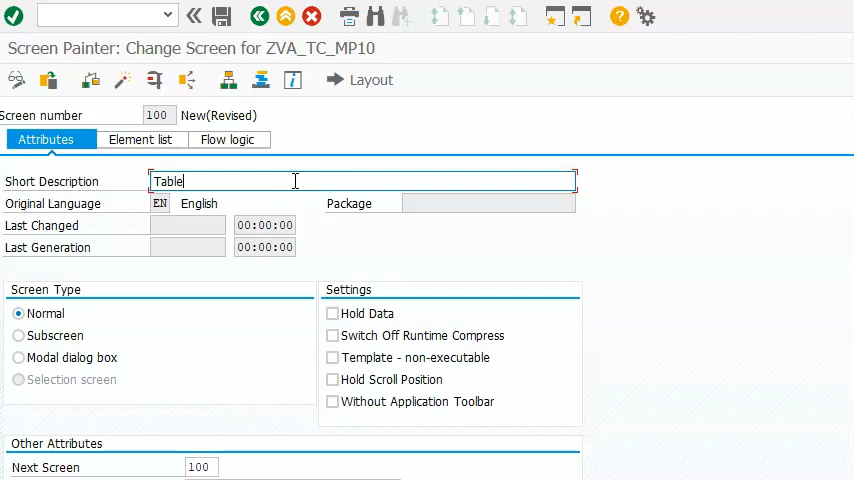 Screen Painter: Change Screen for ZVA_TC_MP10
Layout
Screen number 100 New(Revised)
Attributes Element list Flow logic
Short Description Table
Original Language EN English Package
Last Changed 00:00:00
Last Generation 00:00:00
Screen Type Settings
Normal Hold Data
Subscreen Switch Off Runtime Compress
Modal dialog box Template - non-executable
Selection screen Hold Scroll Position
Without Application Toolbar
Other Attributes
Next Screen 100